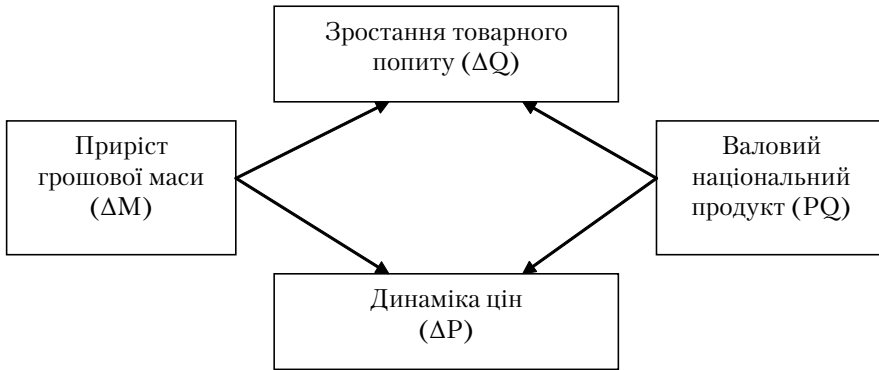 Зростання товарного
попиту (ΔQ)
Приріст
грошової маси
(ΔM)
Валовий
національний
продукт (PQ)
Динаміка цін
(ΔP)